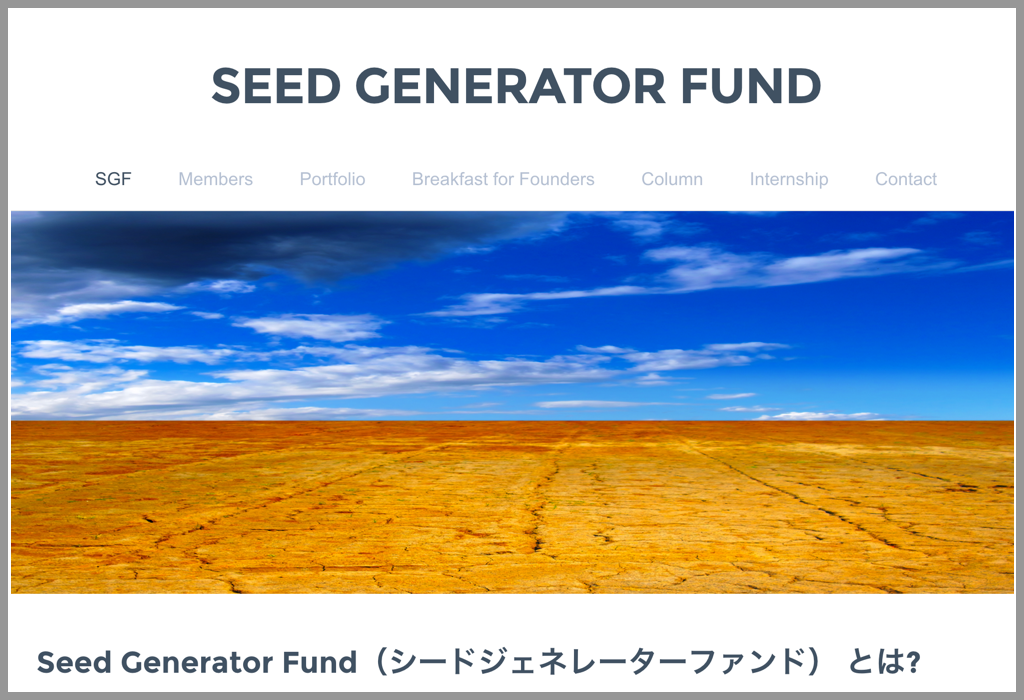 SEED GENERATOR FUND
SGF Members Portfolio Breakfast for Founders Column Internship Contact
Seed Generator Fund（シードジェネレーターファンド） とは?